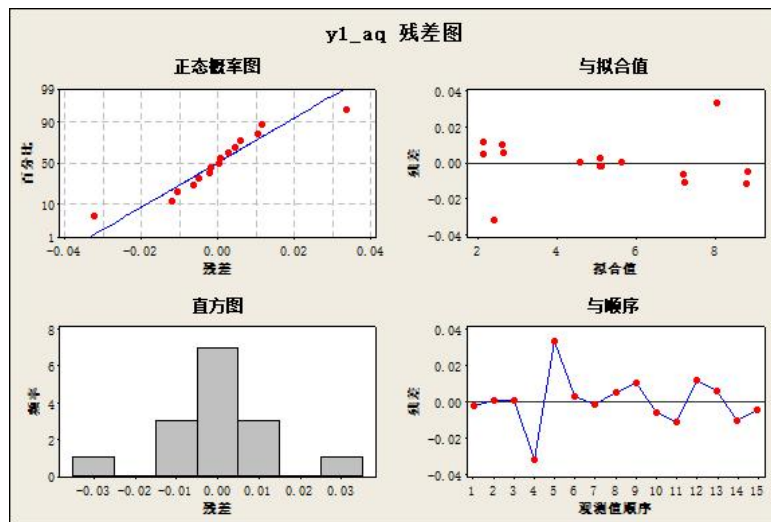 y1_aq 残差图
正态概率图
99
90
50
10
1
百分比
-0.04 -0.02 0.00 0.02 0.04
残差
与拟合值
0.04
0.02
0.00
-0.02
-0.04
残差
2 4 6 8
拟合值
直方图
8
6
4
2
0
频率
-0.03 -0.02 -0.01 0.00 0.01 0.02 0.03
残差
与顺序
0.04
0.02
0.00
-0.02
-0.04
残差
1 2 3 4 5 6 7 8 9 10 11 12 13 14 15
观测值顺序